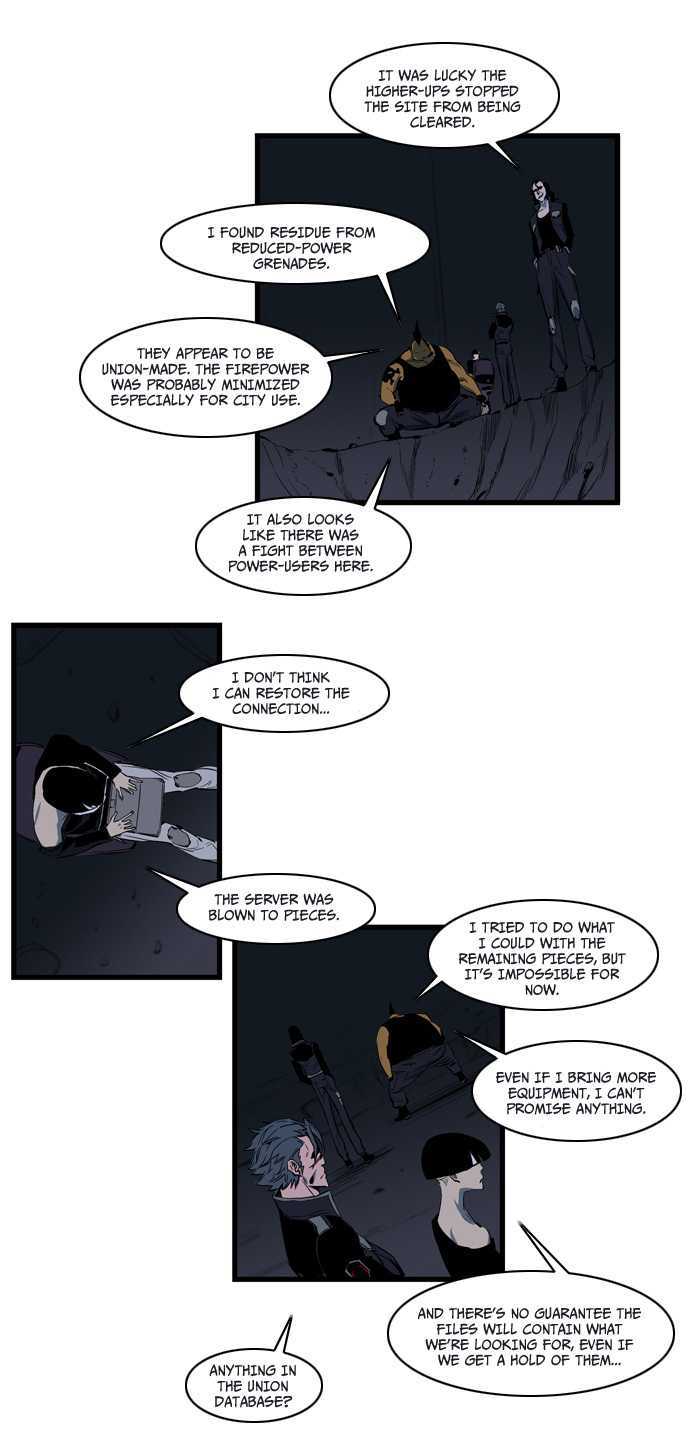 IT WAS LUCKY THE
HIGHER-UPS STOPPED
THE SITE FROM BEING
CLEARED.
I FOUND RESIDUE FROM
REDUCED-POWER
GRENADES.
THEY APPEAR TO BE
UNION-MADE. THE FIREPOWER
WAS PROBABLY MINIMIZED
ESPECIALLY FOR CITY USE.
IT ALSO LOOKS
LIKE THERE WAS
A FIGHT BETWEEN
POWER-USERS HERE.
I DON'T THINK
I CAN RESTORE THE
CONNECTION...
THE SERVER WAS
BLOWN TO PIECES.
I TRIED TO DO WHAT
I COULD WITH THE
REMAINING PIECES, BUT
IT'S IMPOSSIBLE FOR
NOW.
EVEN IF I BRING MORE
EQUIPMENT, I CAN'T
PROMISE ANYTHING.
AND THERE'S NO GUARANTEE THE
FILES WILL CONTAIN WHAT
WE'RE LOOKING FOR, EVEN IF
WE GET A HOLD OF THEM...
ANYTHING IN
THE UNION
DATABASE?